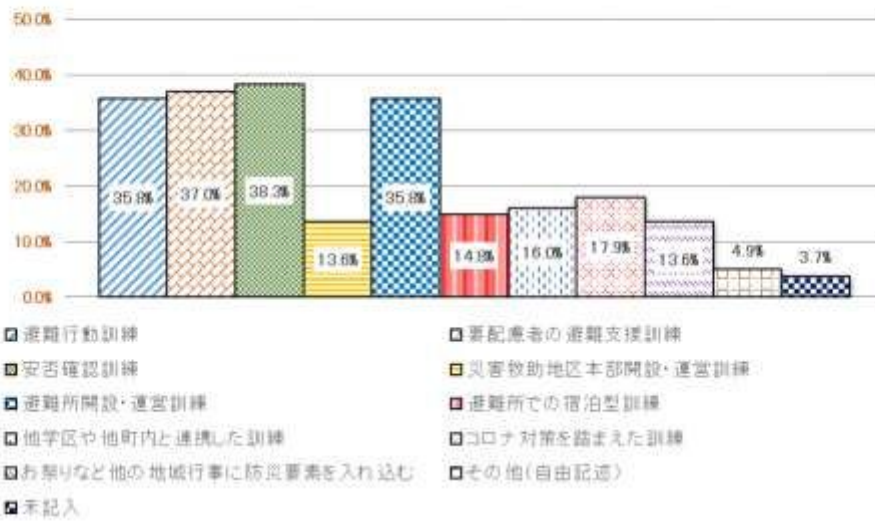 50.0%
40.0%
30.0%
20.0%
10.0%
0.0%
35.8%
37.0%
38.3%
13.6%
35.8%
14.8%
16.0%
17.9%
13.6%
4.9%
3.7%
避難行動訓練
要配慮者の避難支援訓練
安否確認訓練
災害救助地区本部開設・運営訓練
避難所開設・運営訓練
避難所での宿泊型訓練
他学区や他町内と連携した訓練
コロナ対策を踏まえた訓練
お祭りなど他の地域行事に防災要素を入れ込む
その他(自由記述)
未記入